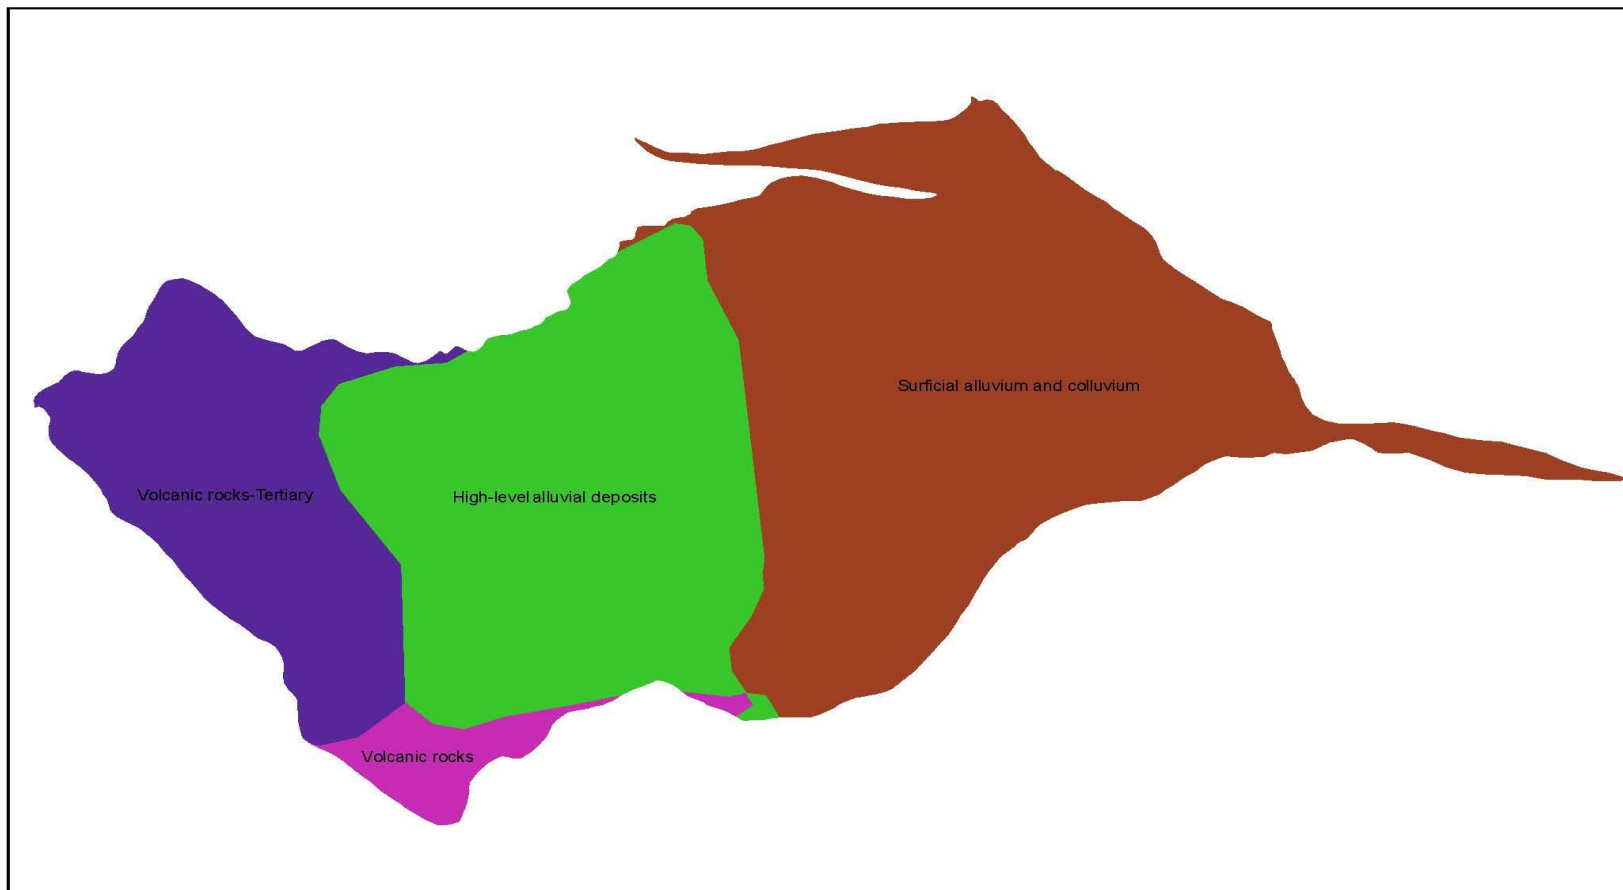 Surficial alluvium and colluvium
Volcanic rocks-Tertiary
High-level alluvial deposits
Volcanic rocks